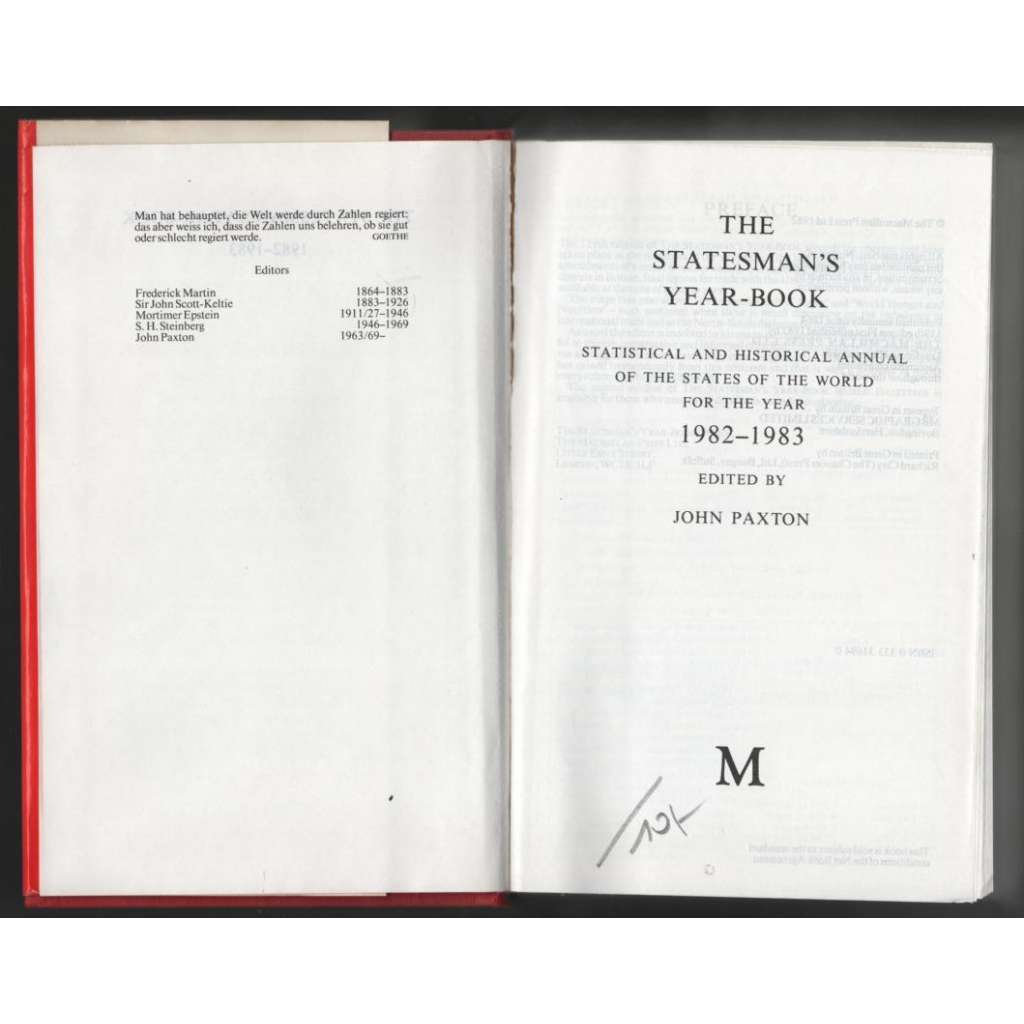 Man hat behauptet, die Welt werde durch Zahlen regiert:
das aber weiss ich, dass die Zahlen uns belehren, ob sie gut
oder schlecht regiert werde. GOETHE
Editors
Frederick Martin 1864–1883
Sir John Scott-Keltie 1883–1926
Mortimer Epstein 1911/27–1946
S. H. Steinberg 1946–1969
John Paxton 1963/69–
THE
STATESMAN'S
YEAR-BOOK
STATISTICAL AND HISTORICAL ANNUAL
OF THE STATES OF THE WORLD
FOR THE YEAR
1982–1983
EDITED BY
JOHN PAXTON
M